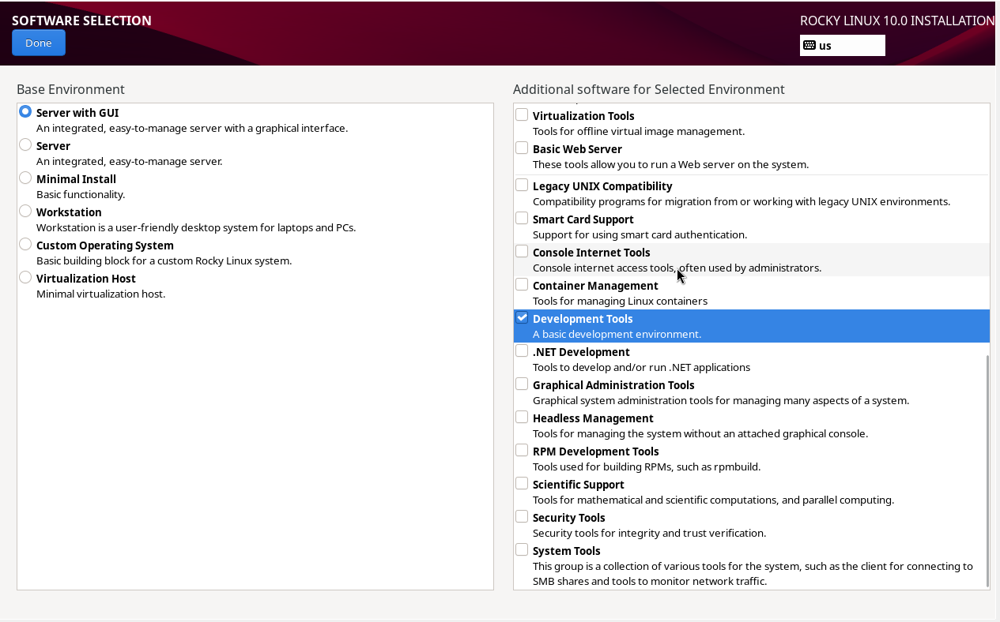 SOFTWARE SELECTION
ROCKY LINUX 10.0 INSTALLATION
Done
us
Base Environment
Server with GUI
An integrated, easy-to-manage server with a graphical interface.
Server
An integrated, easy-to-manage server.
Minimal Install
Basic functionality.
Workstation
Workstation is a user-friendly desktop system for laptops and PCs.
Custom Operating System
Basic building block for a custom Rocky Linux system.
Virtualization Host
Minimal virtualization host.
Additional software for Selected Environment
Virtualization Tools
Tools for offline virtual image management.
Basic Web Server
These tools allow you to run a Web server on the system.
Legacy UNIX Compatibility
Compatibility programs for migration from or working with legacy UNIX environments.
Smart Card Support
Support for using smart card authentication.
Console Internet Tools
Console internet access tools, often used by administrators.
Container Management
Tools for managing Linux containers
Development Tools
A basic development environment.
.NET Development
Tools to develop and/or run .NET applications
Graphical Administration Tools
Graphical system administration tools for managing many aspects of a system.
Headless Management
Tools for managing the system without an attached graphical console.
RPM Development Tools
Tools used for building RPMs, such as rpmbuild.
Scientific Support
Tools for mathematical and scientific computations, and parallel computing.
Security Tools
Security tools for integrity and trust verification.
System Tools
This group is a collection of various tools for the system, such as the client for connecting to
SMB shares and tools to monitor network traffic.